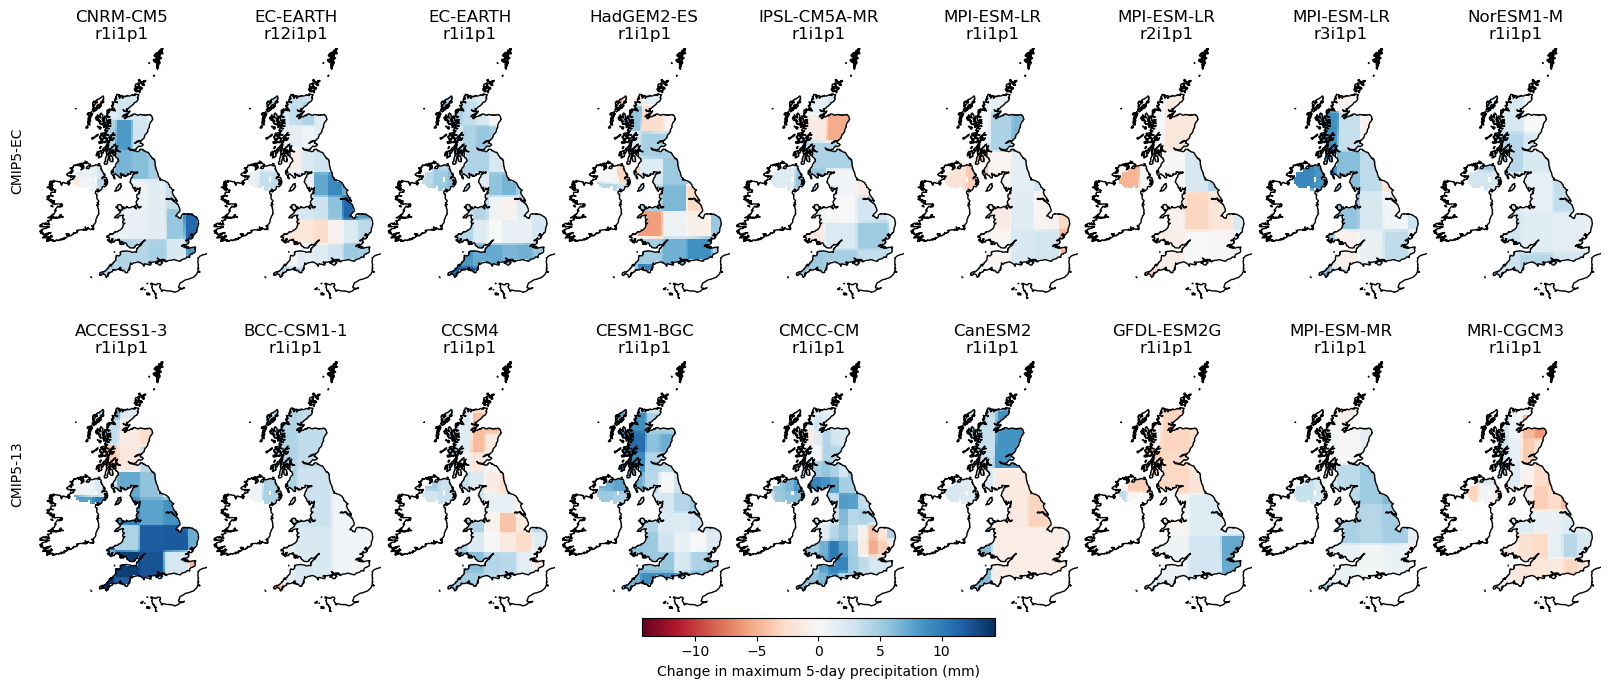 CNRM-CM5
r1i1p1
EC-EARTH
r12i1p1
EC-EARTH
r1i1p1
HadGEM2-ES
r1i1p1
IPSL-CM5A-MR
r1i1p1
MPI-ESM-LR
r1i1p1
MPI-ESM-LR
r2i1p1
MPI-ESM-LR
r3i1p1
NorESM1-M
r1i1p1
CMIP5-EC
ACCESS1-3
r1i1p1
BCC-CSM1-1
r1i1p1
CCSM4
r1i1p1
CESM1-BGC
r1i1p1
CMCC-CM
r1i1p1
CanESM2
r1i1p1
GFDL-ESM2G
r1i1p1
MPI-ESM-MR
r1i1p1
MRI-CGCM3
r1i1p1
CMIP5-13
−10 −5 0 5 10
Change in maximum 5-day precipitation (mm)